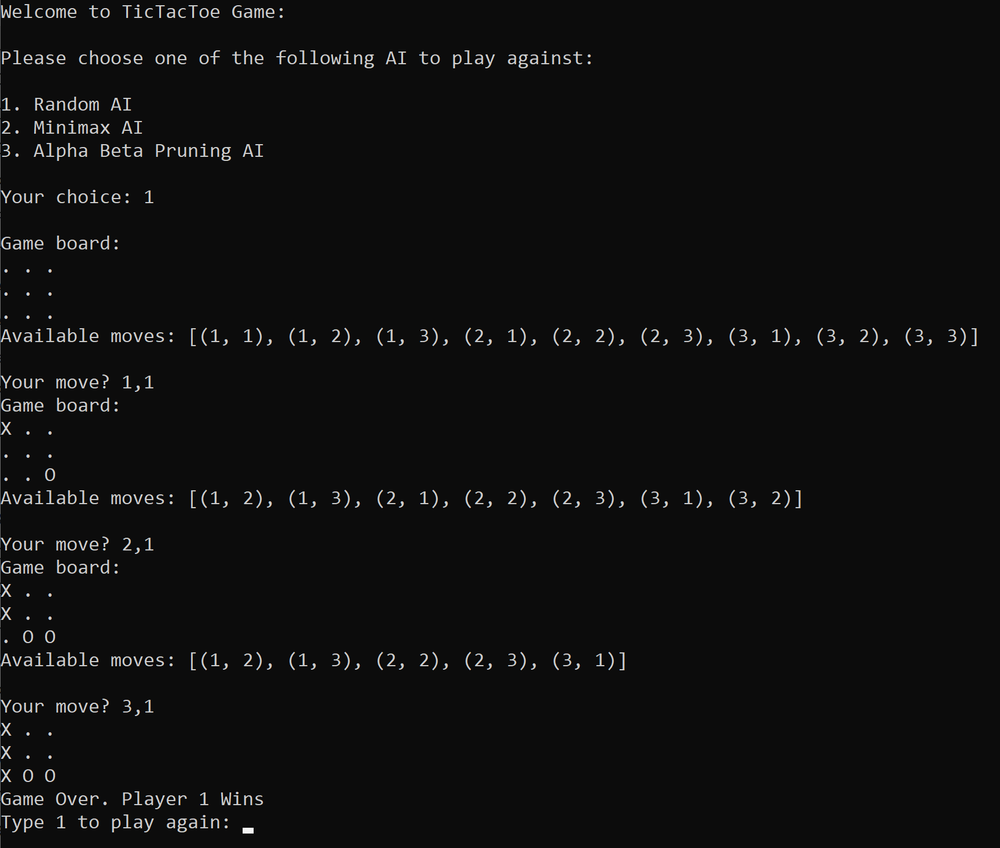 Welcome to TicTacToe Game:
Please choose one of the following AI to play against:
1. Random AI
2. Minimax AI
3. Alpha Beta Pruning AI
Your choice: 1
Game board:
. . .
. . .
. . .
Available moves: [(1, 1), (1, 2), (1, 3), (2, 1), (2, 2), (2, 3), (3, 1), (3, 2), (3, 3)]
Your move? 1,1
Game board:
X . .
. . .
. . O
Available moves: [(1, 2), (1, 3), (2, 1), (2, 2), (2, 3), (3, 1), (3, 2)]
Your move? 2,1
Game board:
X . .
X . .
. O O
Available moves: [(1, 2), (1, 3), (2, 2), (2, 3), (3, 1)]
Your move? 3,1
X . .
X . .
X O O
Game Over. Player 1 Wins
Type 1 to play again: